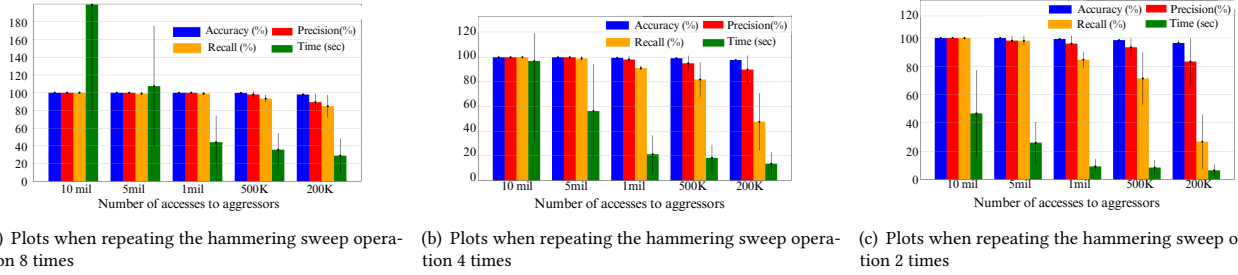 180
160
140
120
100
80
60
40
20
0
Accuracy (%) Precision(%)
Recall (%) Time (sec)
10 mil 5mil 1mil 500K 200K
Number of accesses to aggressors
) Plots when repeating the hammering sweep opera-
ion 8 times
120
100
80
60
40
20
0
Accuracy (%) Precision(%)
Recall (%) Time (sec)
10 mil 5mil 1mil 500K 200K
Number of accesses to aggressors
(b) Plots when repeating the hammering sweep opera-
tion 4 times
120
100
80
60
40
20
0
Accuracy (%) Precision(%)
Recall (%) Time (sec)
10 mil 5mil 1mil 500K 200K
Number of accesses to aggressors
(c) Plots when repeating the hammering sweep o
tion 2 times